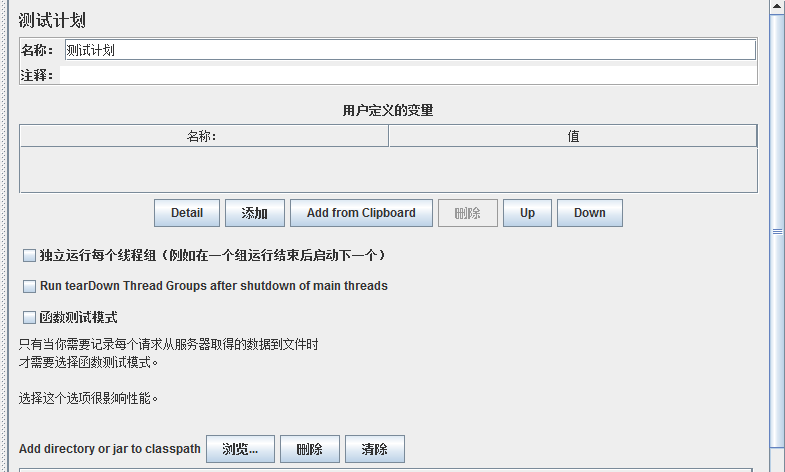 测试计划
名称： 测试计划
注释：
用户定义的变量
名称： 值
Detail 添加 Add from Clipboard 删除 Up Down
独立运行每个线程组（例如在一个组运行结束后启动下一个）
Run tearDown Thread Groups after shutdown of main threads
函数测试模式
只有当你需要记录每个请求从服务器取得的数据到文件时
才需要选择函数测试模式。
选择这个选项很影响性能。
Add directory or jar to classpath 浏览... 删除 清除